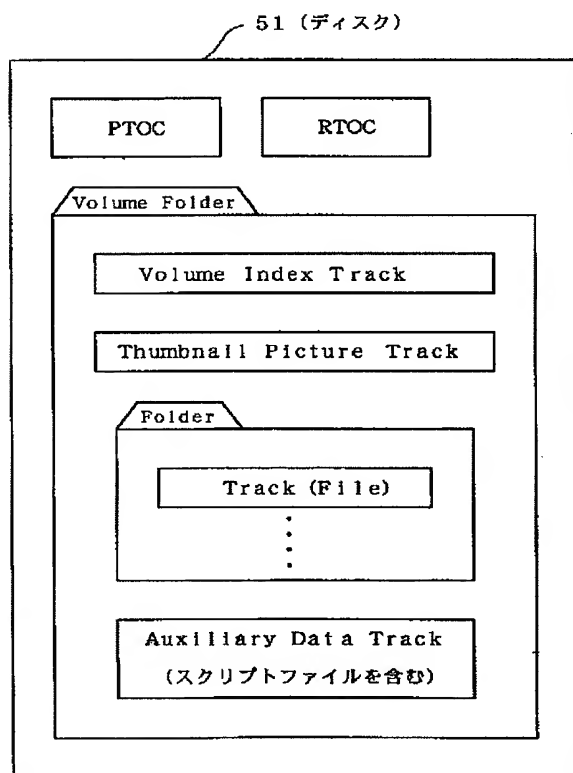 51 (ディスク)
PTOC
RTOC
Volume Folder
Volume Index Track
Thumbnail Picture Track
Folder
Track (File)
Auxiliary Data Track
(スクリプトファイルを含む)